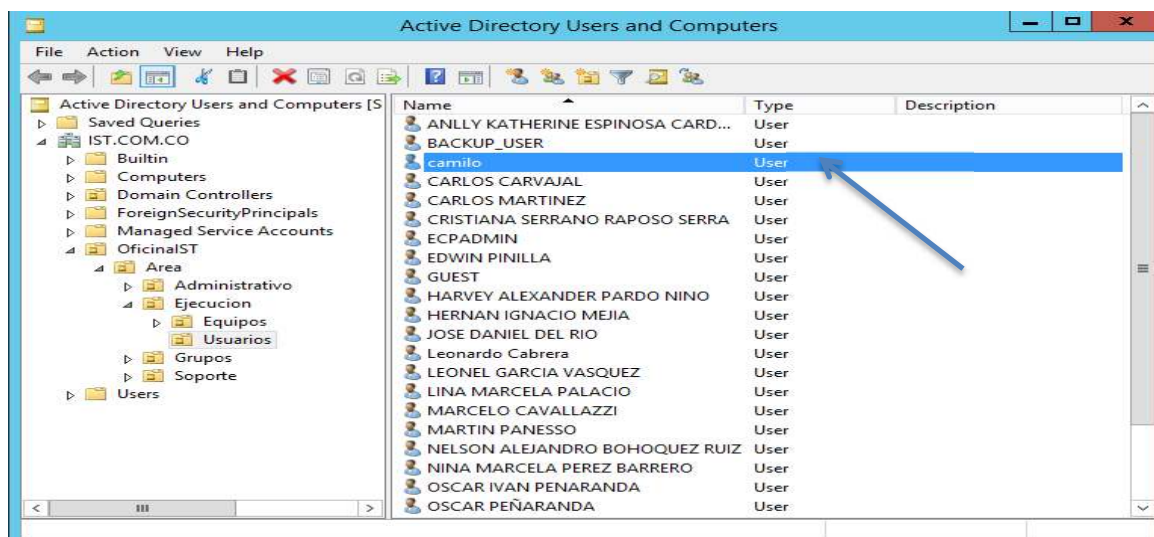 Active Directory Users and Computers
File Action View Help
Active Directory Users and Computers [S
Saved Queries
IST.COM.CO
Builtin
Computers
Domain Controllers
ForeignSecurityPrincipals
Managed Service Accounts
OficinaIST
Area
Administrativo
Ejecucion
Equipos
Usuarios
Grupos
Soporte
Users
Name Type Description
ANLLY KATHERINE ESPINOSA CARD... User
BACKUP_USER User
camilo User
CARLOS CARVAJAL User
CARLOS MARTINEZ User
CRISTIANA SERRANO RAPOSO SERRA User
ECPADMIN User
EDWIN PINILLA User
GUEST User
HARVEY ALEXANDER PARDO NINO User
HERNAN IGNACIO MEJIA User
JOSE DANIEL DEL RIO User
Leonardo Cabrera User
LEONEL GARCIA VASQUEZ User
LINA MARCELA PALACIO User
MARCELO CAVALLAZZI User
MARTIN PANESSO User
NELSON ALEJANDRO BOHOQUEZ RUIZ User
NINA MARCELA PEREZ BARRERO User
OSCAR IVAN PENARANDA User
OSCAR PEÑARANDA User